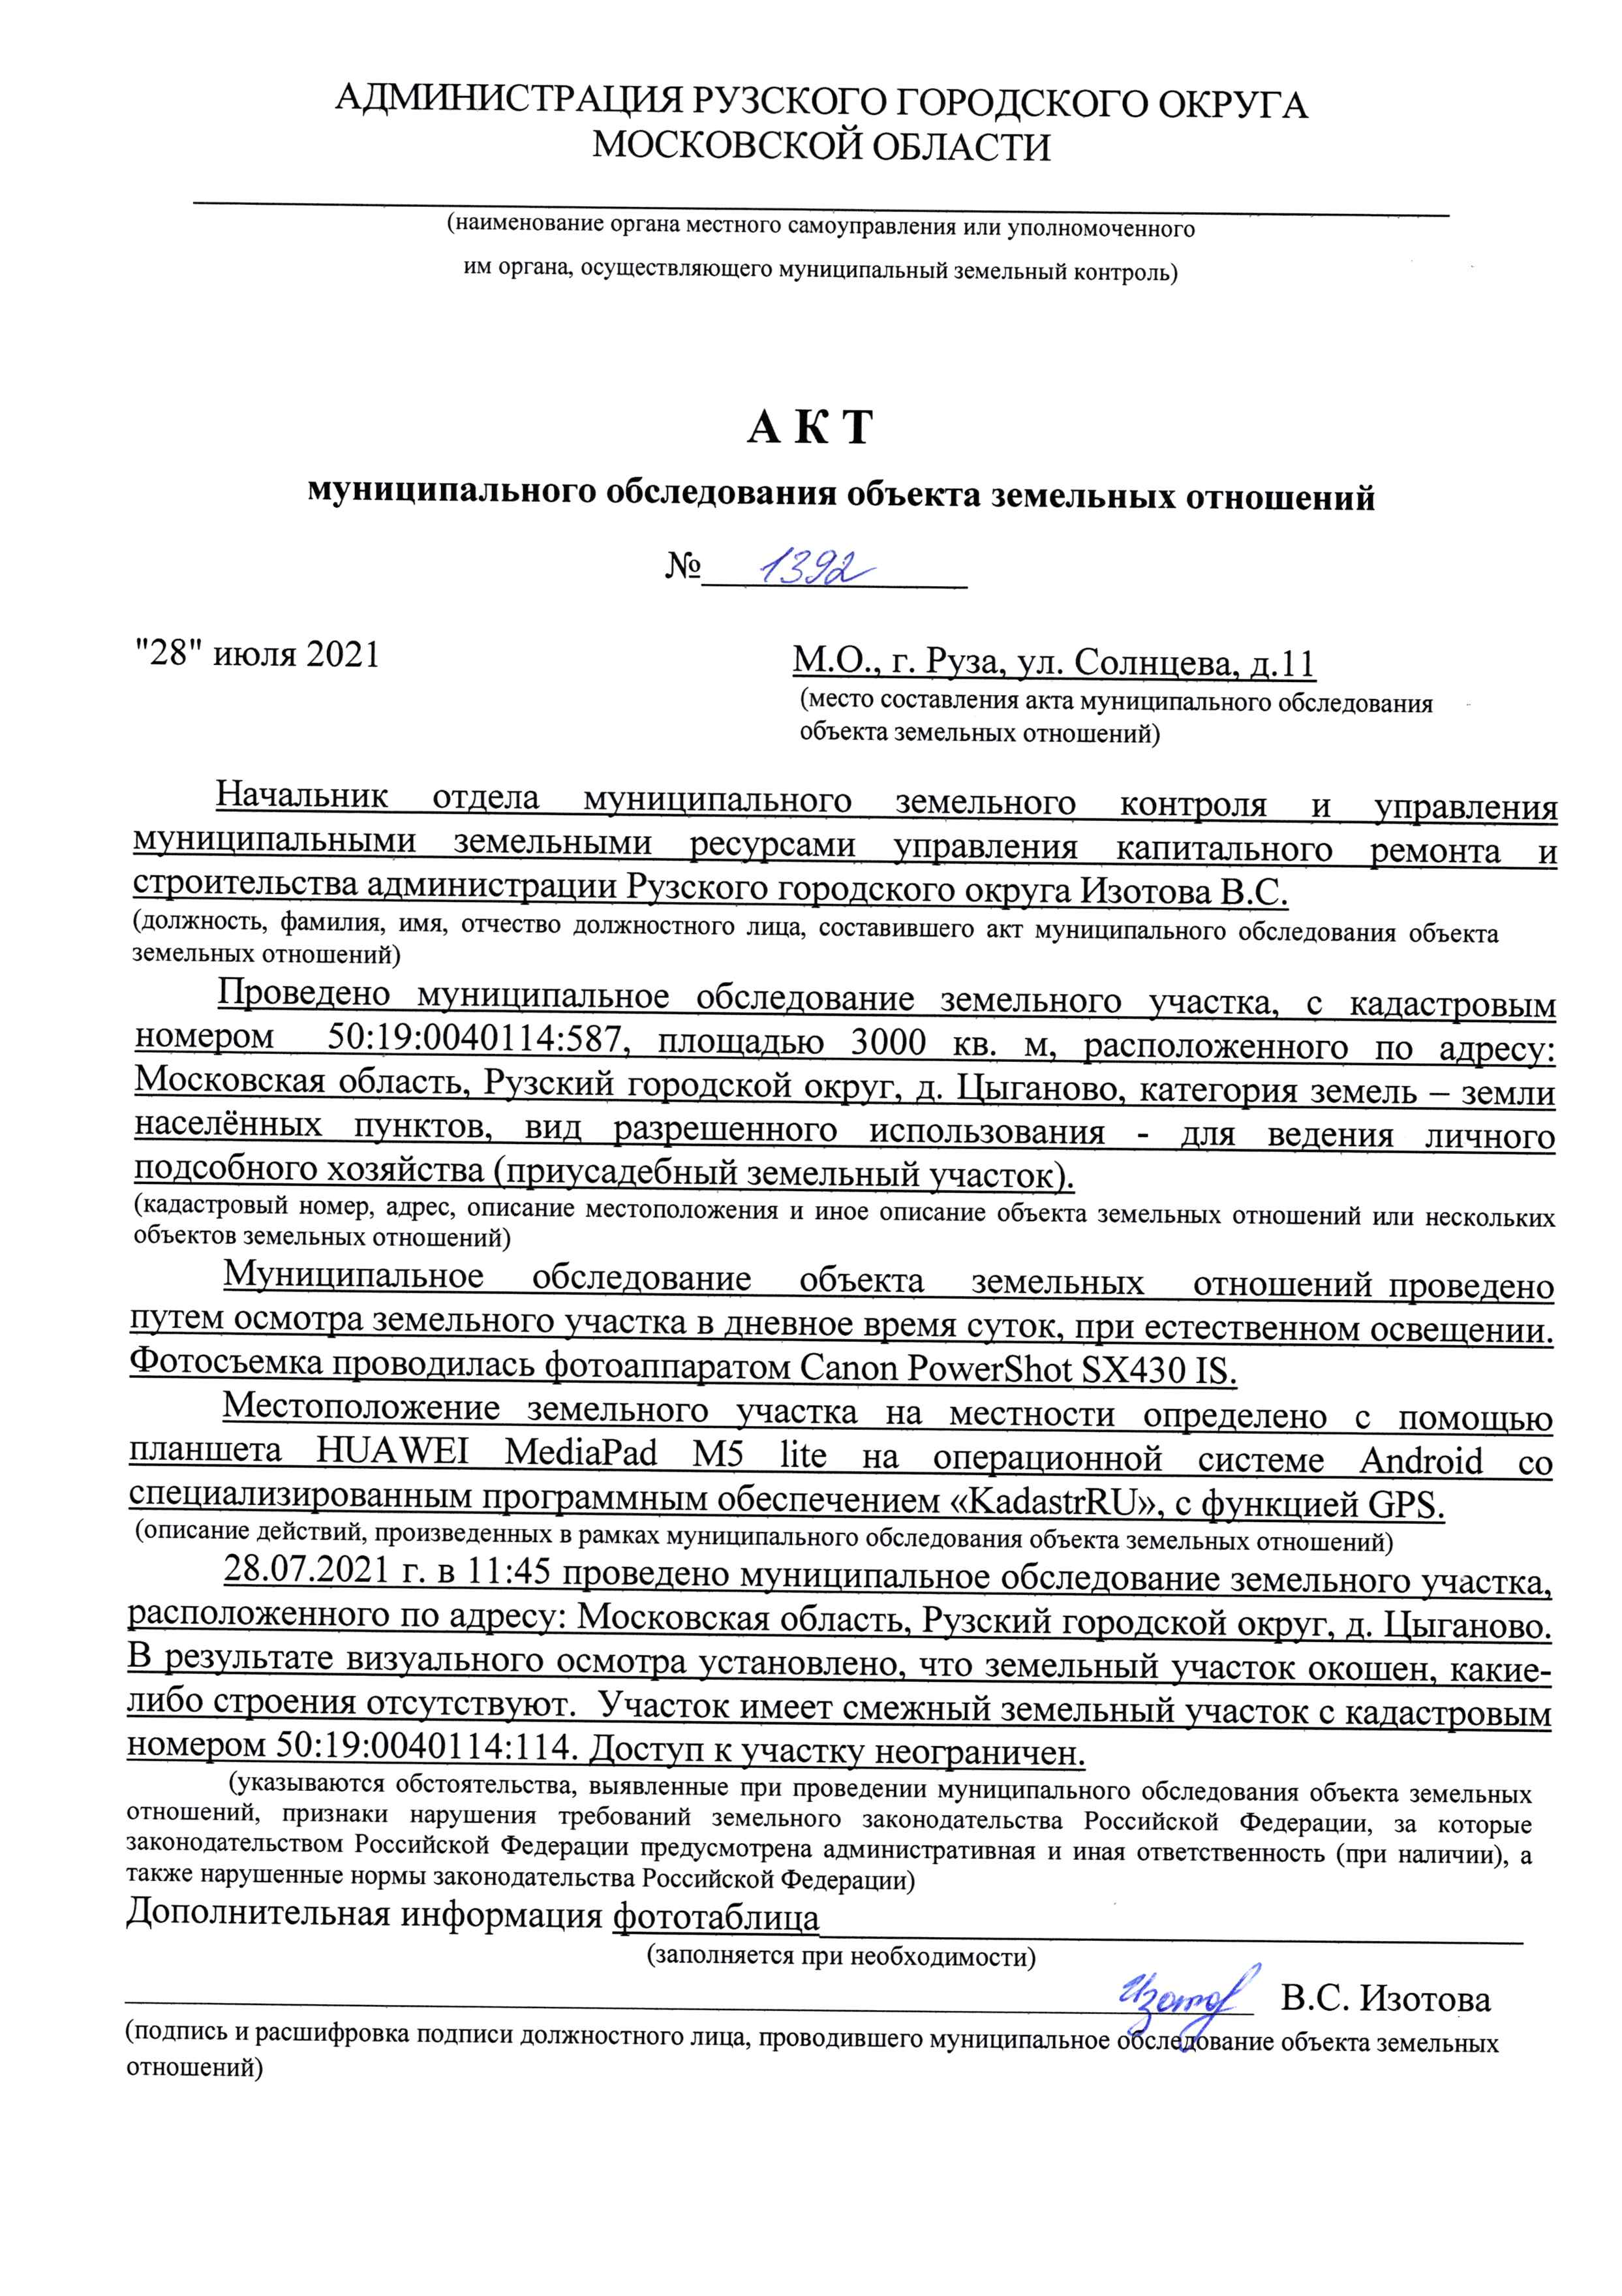 АДМИНИСТРАЦИЯ РУЗСКОГО ГОРОДСКОГО ОКРУГА
МОСКОВСКОЙ ОБЛАСТИ
(наименование органа местного самоуправления или уполномоченного
им органа, осуществляющего муниципальный земельный контроль)
А К Т
муниципального обследования объекта земельных отношений
№ 1392
"28" июля 2021
М.О., г. Руза, ул. Солнцева, д.11
(место составления акта муниципального обследования
объекта земельных отношений)
Начальник отдела муниципального земельного контроля и управления
муниципальными земельными ресурсами управления капитального ремонта и
строительства администрации Рузского городского округа Изотова В.С.
(должность, фамилия, имя, отчество должностного лица, составившего акт муниципального обследования объекта
земельных отношений)
Проведено муниципальное обследование земельного участка, с кадастровым
номером 50:19:0040114:587, площадью 3000 кв. м, расположенного по адресу:
Московская область, Рузский городской округ, д. Цыганово, категория земель – земли
населённых пунктов, вид разрешенного использования - для ведения личного
подсобного хозяйства (приусадебный земельный участок).
(кадастровый номер, адрес, описание местоположения и иное описание объекта земельных отношений или нескольких
объектов земельных отношений)
Муниципальное обследование объекта земельных отношений проведено
путем осмотра земельного участка в дневное время суток, при естественном освещении.
Фотосъемка проводилась фотоаппаратом Canon PowerShot SX430 IS.
Местоположение земельного участка на местности определено с помощью
планшета HUAWEI MediaPad M5 lite на операционной системе Android со
специализированным программным обеспечением «KadastrRU», с функцией GPS.
(описание действий, произведенных в рамках муниципального обследования объекта земельных отношений)
28.07.2021 г. в 11:45 проведено муниципальное обследование земельного участка,
расположенного по адресу: Московская область, Рузский городской округ, д. Цыганово.
В результате визуального осмотра установлено, что земельный участок окошен, какие-
либо строения отсутствуют. Участок имеет смежный земельный участок с кадастровым
номером 50:19:0040114:114. Доступ к участку неограничен.
(указываются обстоятельства, выявленные при проведении муниципального обследования объекта земельных
отношений, признаки нарушения требований земельного законодательства Российской Федерации, за которые
законодательством Российской Федерации предусмотрена административная и иная ответственность (при наличии), а
также нарушенные нормы законодательства Российской Федерации)
Дополнительная информация фототаблица
(заполняется при необходимости)
Изотов В.С. Изотова
(подпись и расшифровка подписи должностного лица, проводившего муниципальное обследование объекта земельных
отношений)